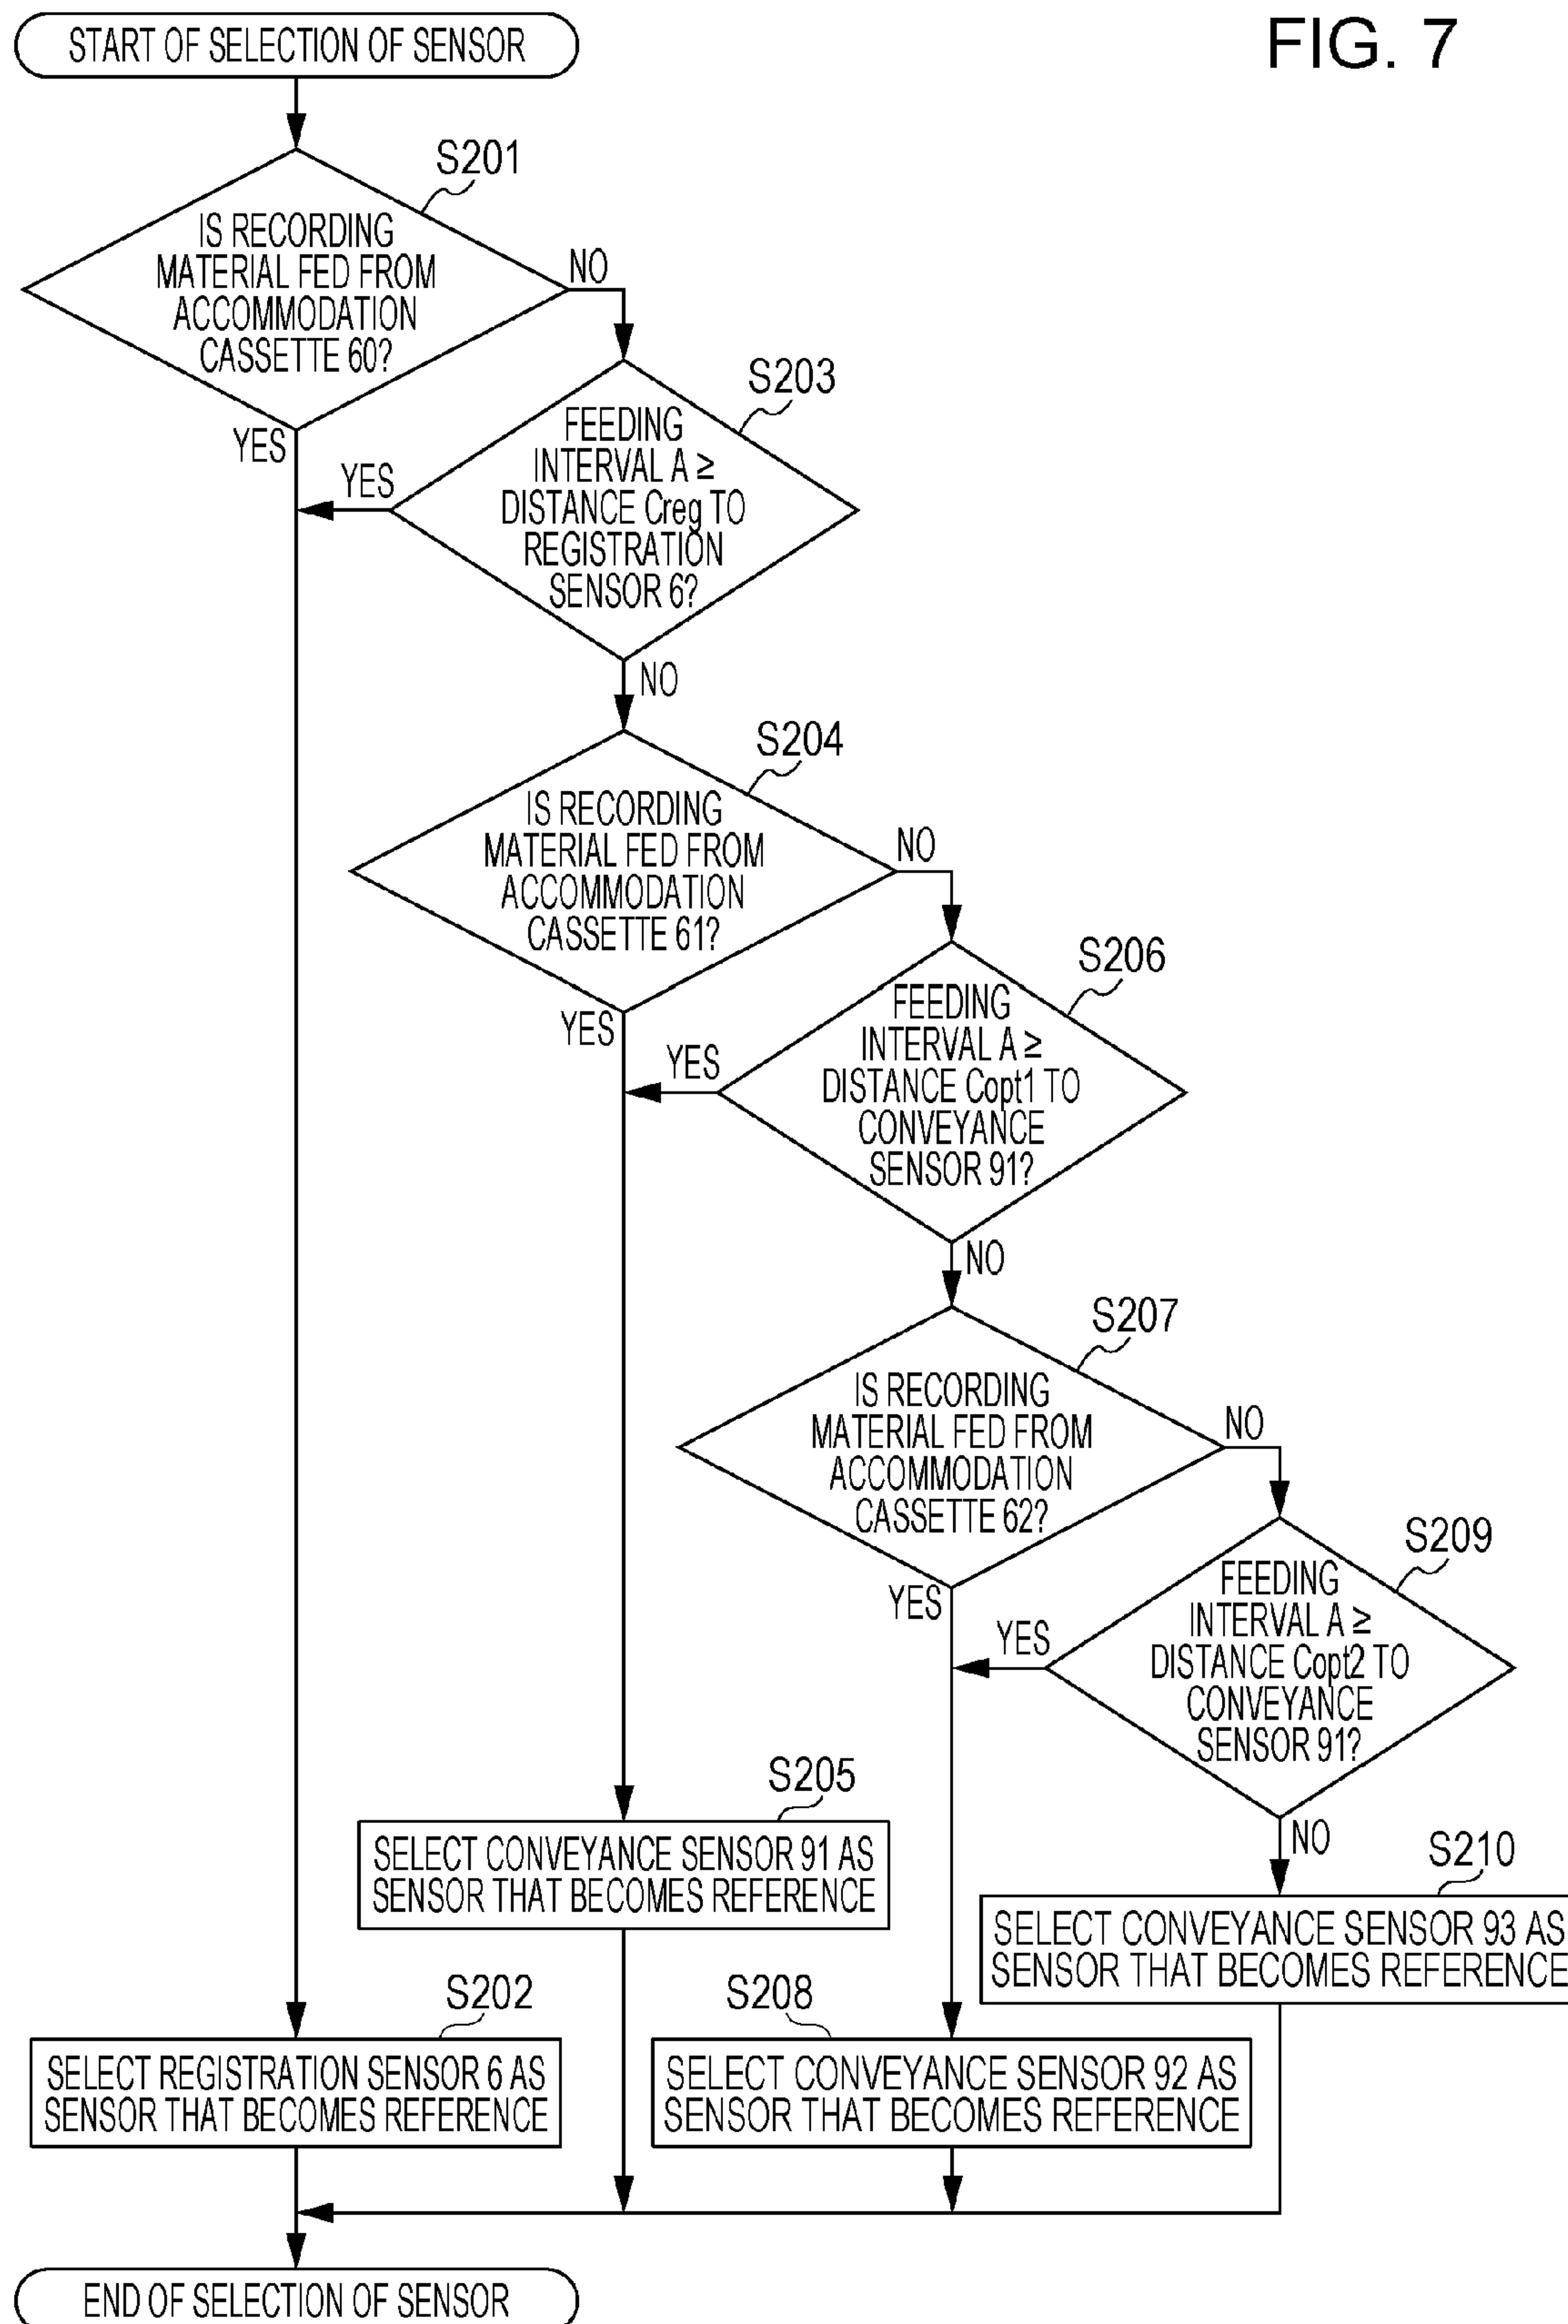 FIG. 7
START OF SELECTION OF SENSOR
S201
IS RECORDING
MATERIAL FED FROM
ACCOMMODATION
CASSETTE 60?
NO
YES
S203
FEEDING
INTERVAL A ≥
DISTANCE Creg TO
REGISTRATION
SENSOR 6?
YES
NO
S204
IS RECORDING
MATERIAL FED FROM
ACCOMMODATION
CASSETTE 61?
NO
YES
S206
FEEDING
INTERVAL A ≥
DISTANCE Copt1 TO
CONVEYANCE
SENSOR 91?
YES
NO
S207
IS RECORDING
MATERIAL FED FROM
ACCOMMODATION
CASSETTE 62?
NO
YES
S209
FEEDING
INTERVAL A ≥
DISTANCE Copt2 TO
CONVEYANCE
SENSOR 91?
YES
NO
S205
SELECT CONVEYANCE SENSOR 91 AS
SENSOR THAT BECOMES REFERENCE
S210
SELECT CONVEYANCE SENSOR 93 AS
SENSOR THAT BECOMES REFERENCE
S202
SELECT REGISTRATION SENSOR 6 AS
SENSOR THAT BECOMES REFERENCE
S208
SELECT CONVEYANCE SENSOR 92 AS
SENSOR THAT BECOMES REFERENCE
END OF SELECTION OF SENSOR